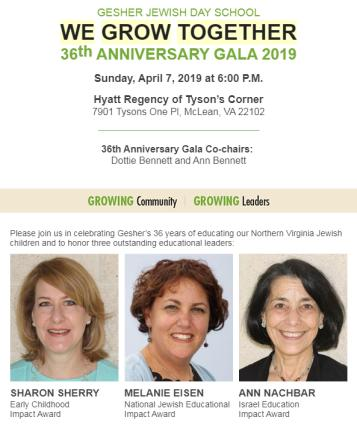 GESHER JEWISH DAY SCHOOL
WE GROW TOGETHER
36th ANNIVERSARY GALA 2019
Sunday, April 7, 2019 at 6:00 P.M.
Hyatt Regency of Tyson's Corner
7901 Tysons One Pl, McLean, VA 22102
36th Anniversary Gala Co-chairs:
Dottie Bennett and Ann Bennett
GROWING Community | GROWING Leaders
Please join us in celebrating Gesher's 36 years of educating our Northern Virginia Jewish
children and to honor three outstanding educational leaders:
SHARON SHERRY
Early Childhood
Impact Award
MELANIE EISEN
National Jewish Educational
Impact Award
ANN NACHBAR
Israel Education
Impact Award